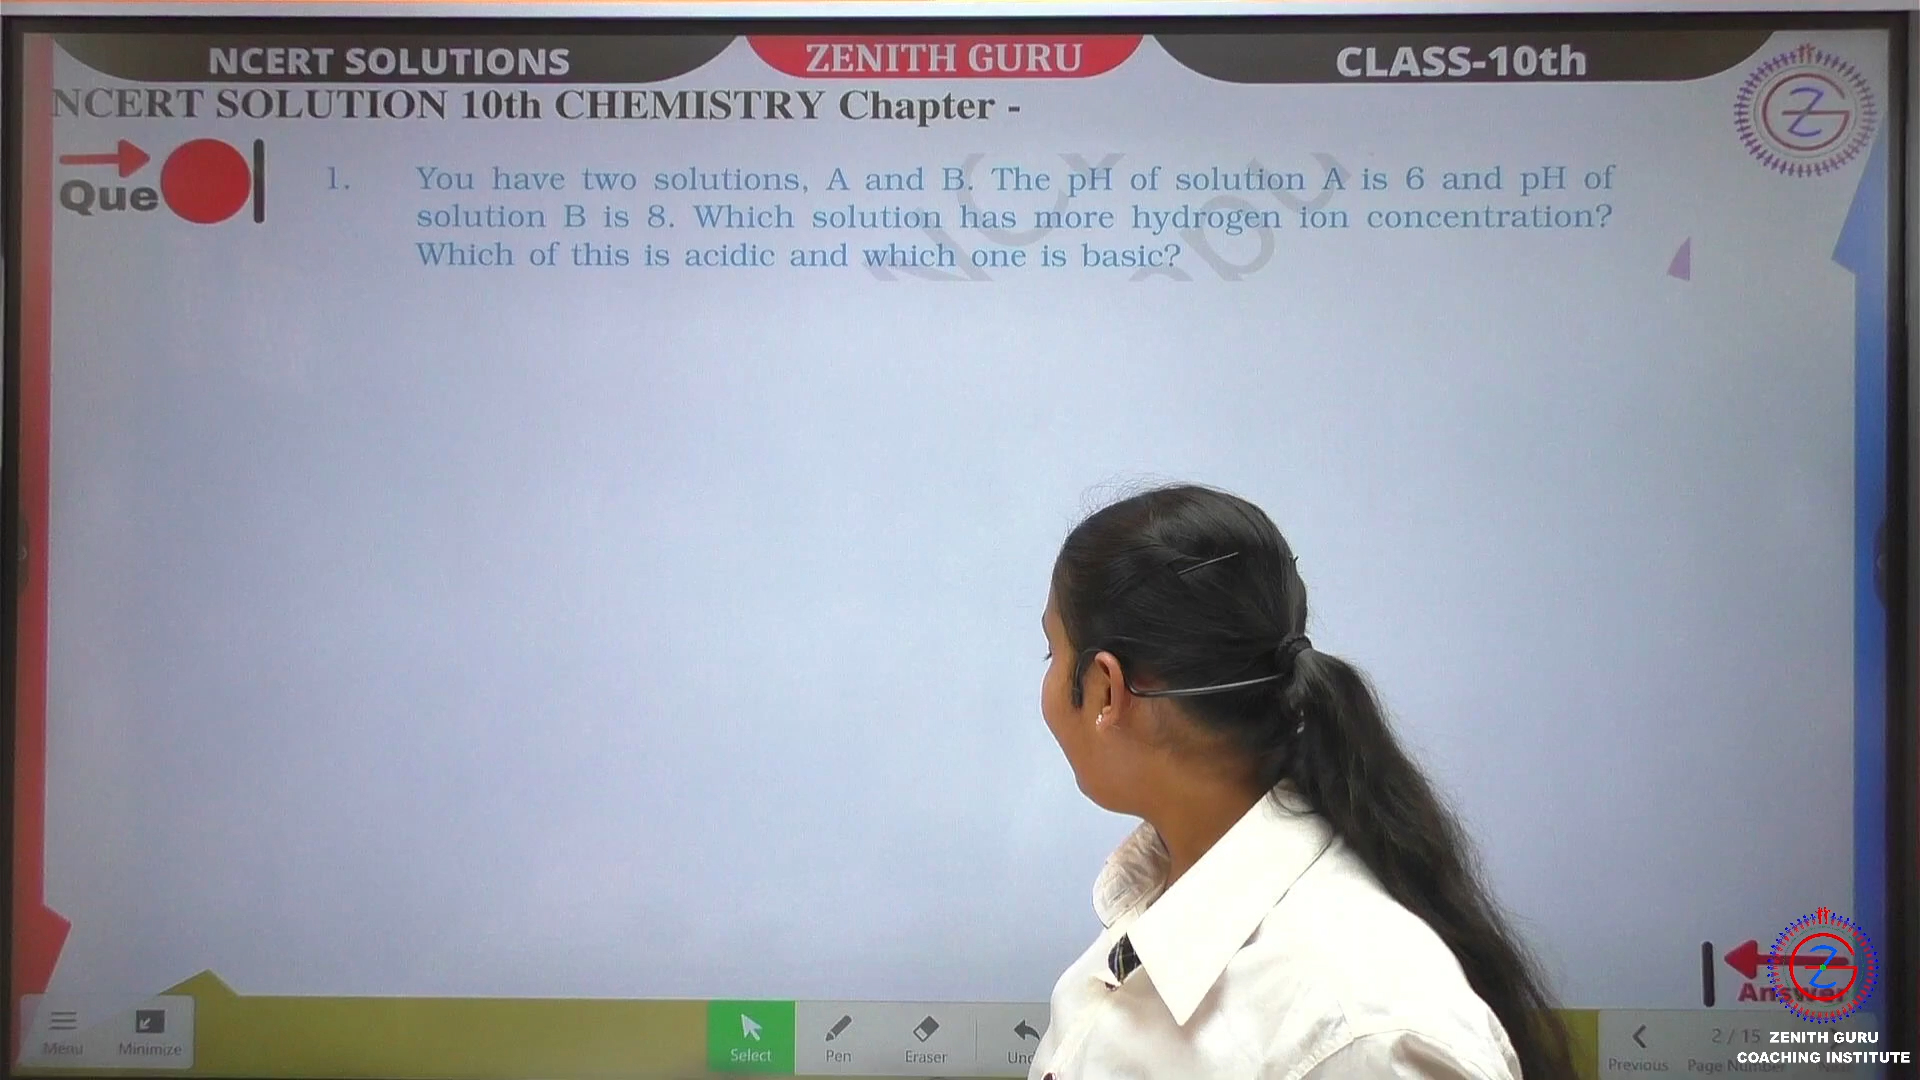 NCERT SOLUTIONS
ZENITH GURU
CLASS-10th
NCERT SOLUTION 10th CHEMISTRY Chapter -
Que
1. You have two solutions, A and B. The pH of solution A is 6 and pH of
solution B is 8. Which solution has more hydrogen ion concentration?
Which of this is acidic and which one is basic?
Answer
Menu
Minimize
Select
Pen
Eraser
Previous
2 / 15
Page Number
ZENITH GURU
COACHING INSTITUTE